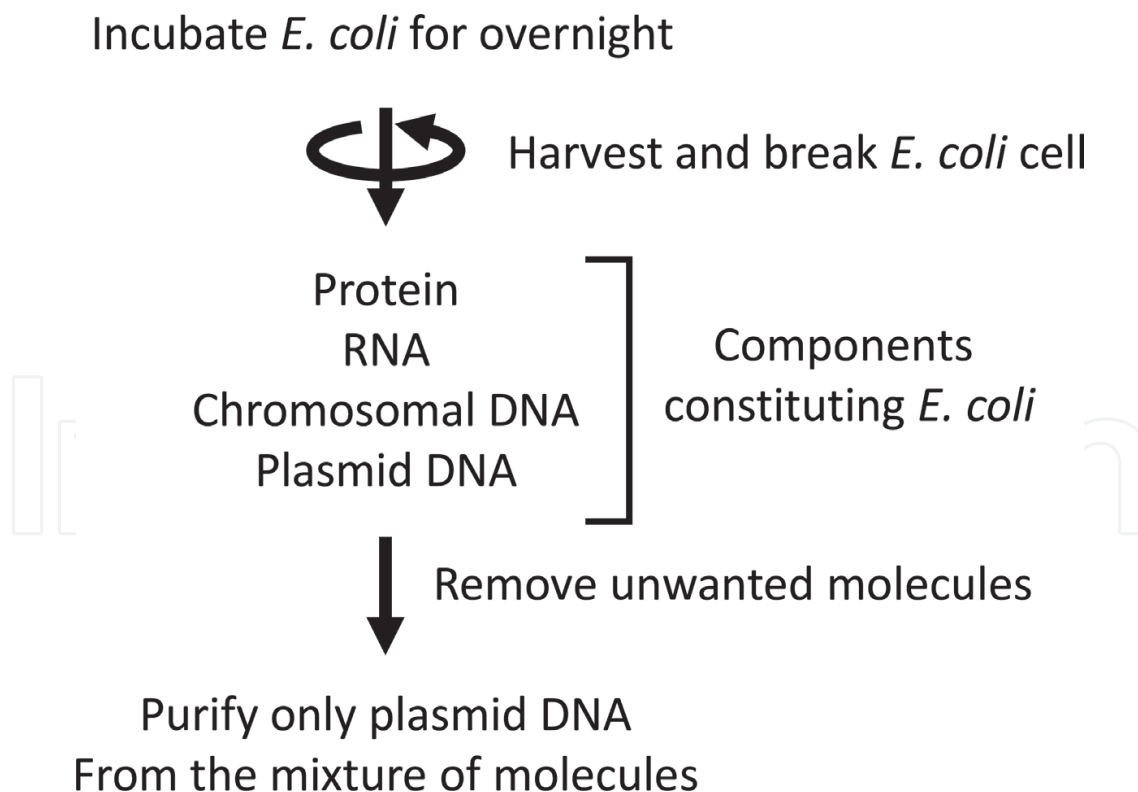 Incubate E. coli for overnight
Harvest and break E. coli cell
Protein
RNA
Chromosomal DNA
Plasmid DNA
Components
constituting E. coli
Remove unwanted molecules
Purify only plasmid DNA
From the mixture of molecules